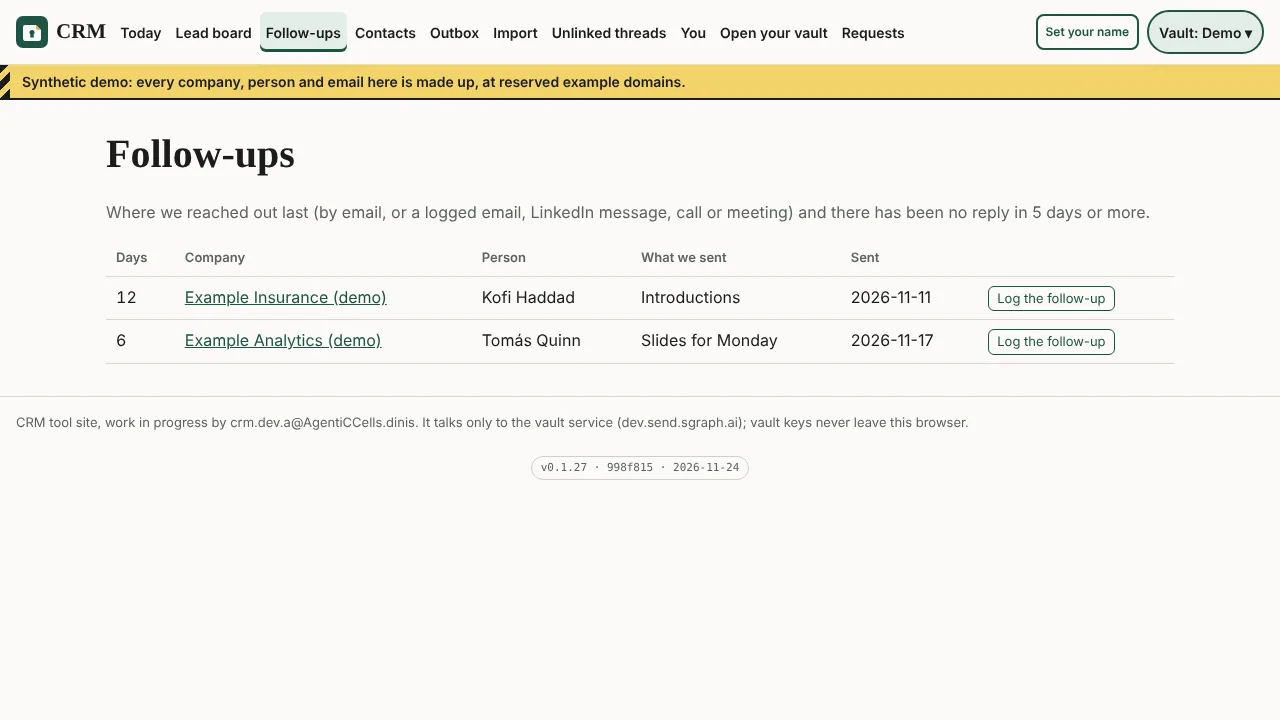 CRM Today Lead board Follow-ups Contacts Outbox Import Unlinked threads You Open your vault Requests Set your name Vault: Demo ▾
Synthetic demo: every company, person and email here is made up, at reserved example domains.
Follow-ups
Where we reached out last (by email, or a logged email, LinkedIn message, call or meeting) and there has been no reply in 5 days or more.
Days Company Person What we sent Sent
12 Example Insurance (demo) Kofi Haddad Introductions 2026-11-11 Log the follow-up
6 Example Analytics (demo) Tomás Quinn Slides for Monday 2026-11-17 Log the follow-up
CRM tool site, work in progress by crm.dev.a@AgentiCCells.dinis. It talks only to the vault service (dev.send.sgraph.ai); vault keys never leave this browser.
v0.1.27 · 998f815 · 2026-11-24